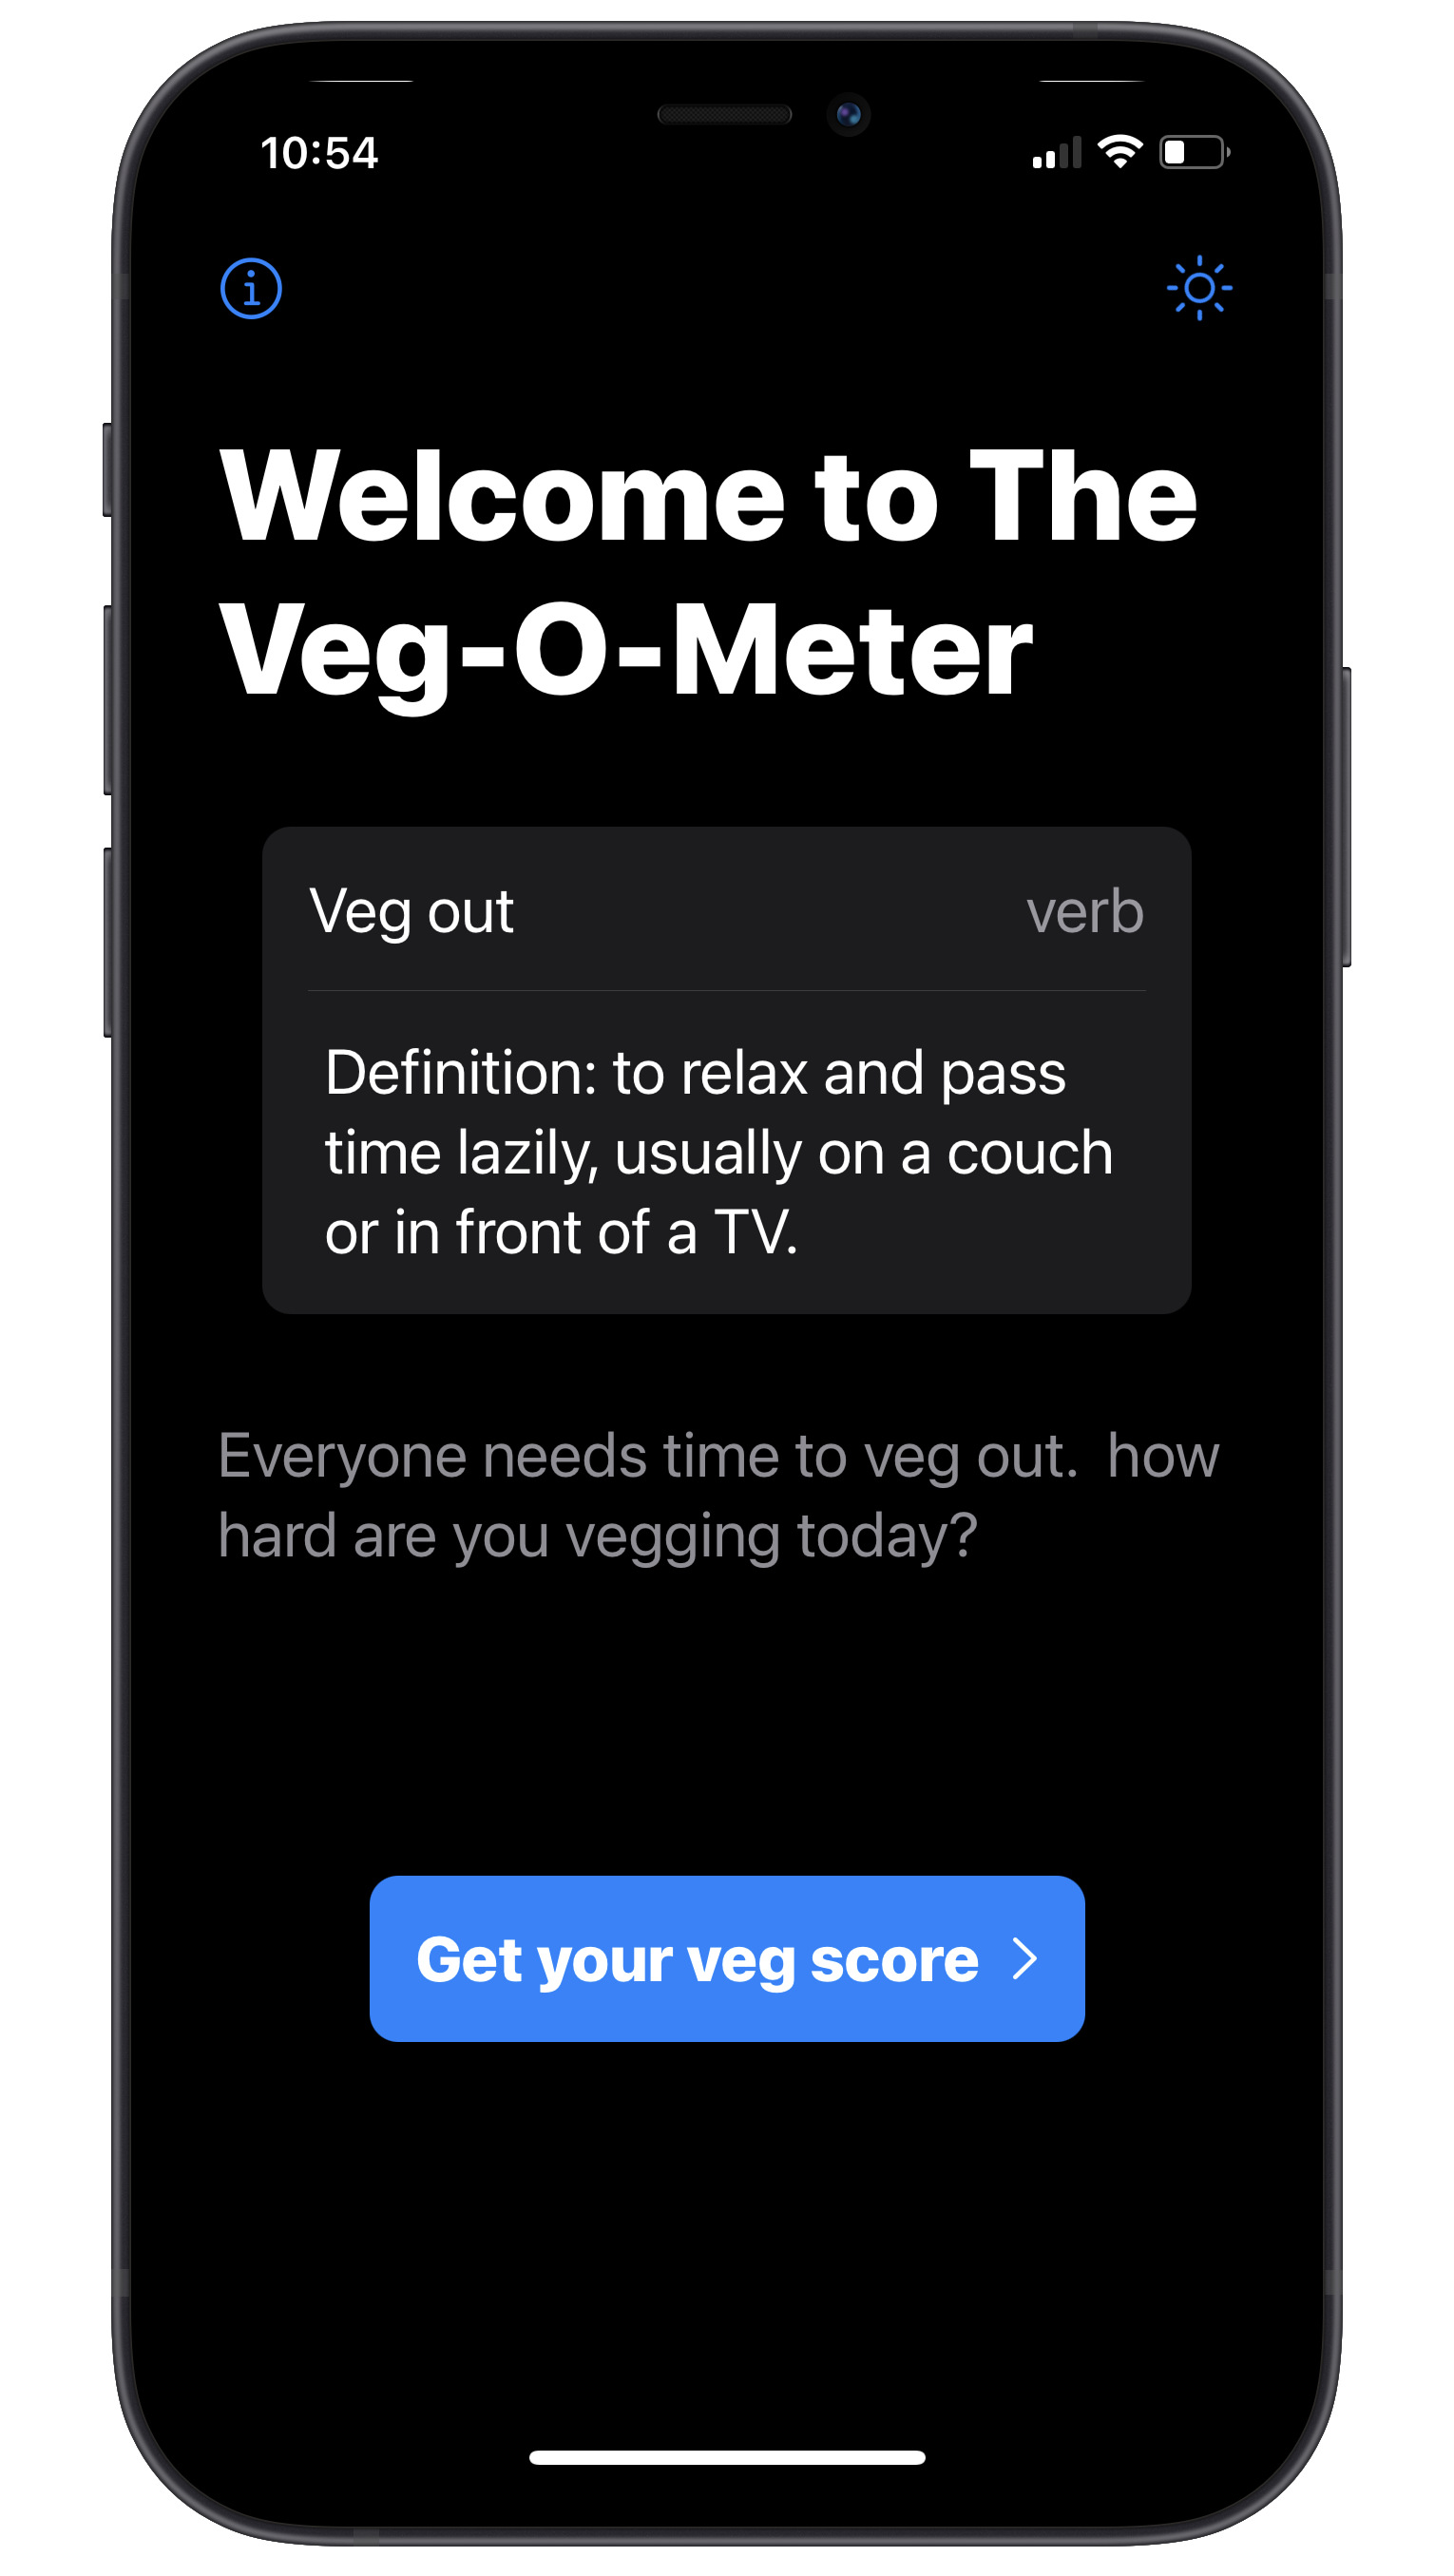 10:54
Welcome to The
Veg-O-Meter
Veg out verb
Definition: to relax and pass
time lazily, usually on a couch
or in front of a TV.
Everyone needs time to veg out.  how
hard are you vegging today?
Get your veg score